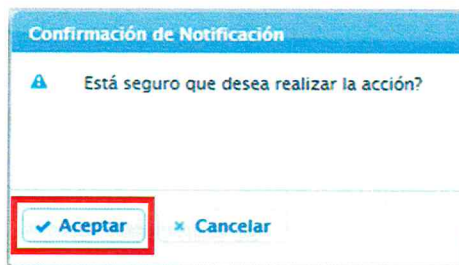 Confirmación de Notificación
Está seguro que desea realizar la acción?
Aceptar
Cancelar